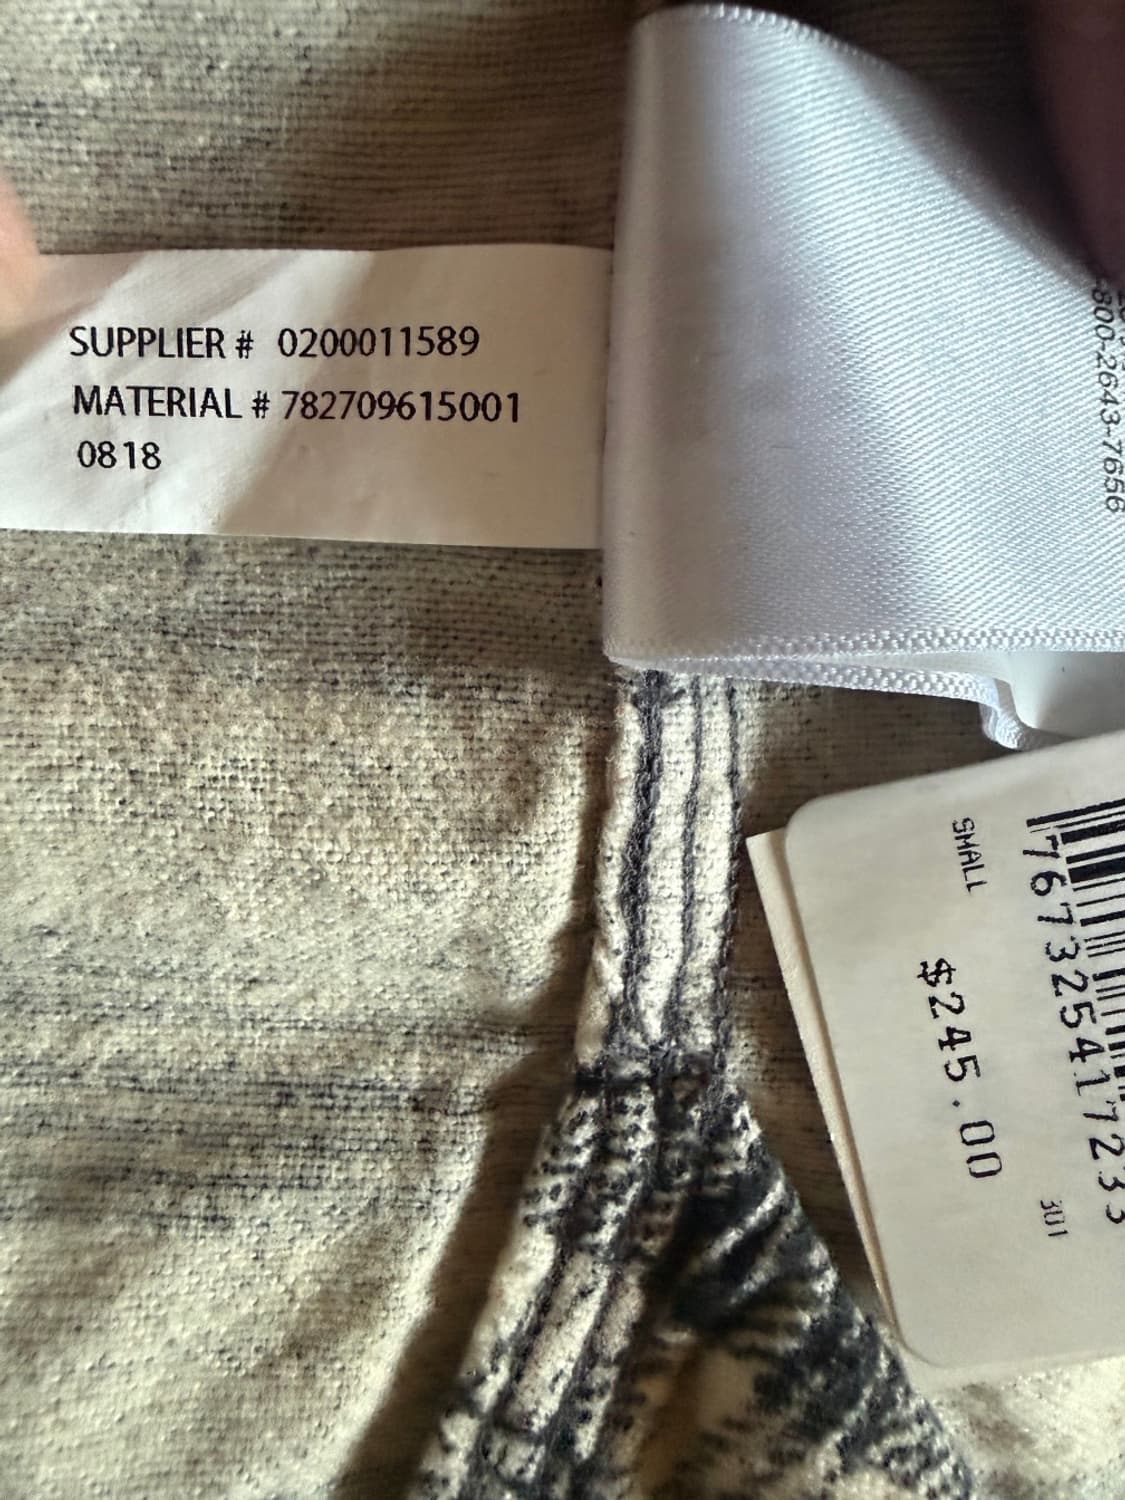 SUPPLIER # 0200011589
MATERIAL # 782709615001
0818
800-2643-7656
SMALL
767325417233
$245.00
301